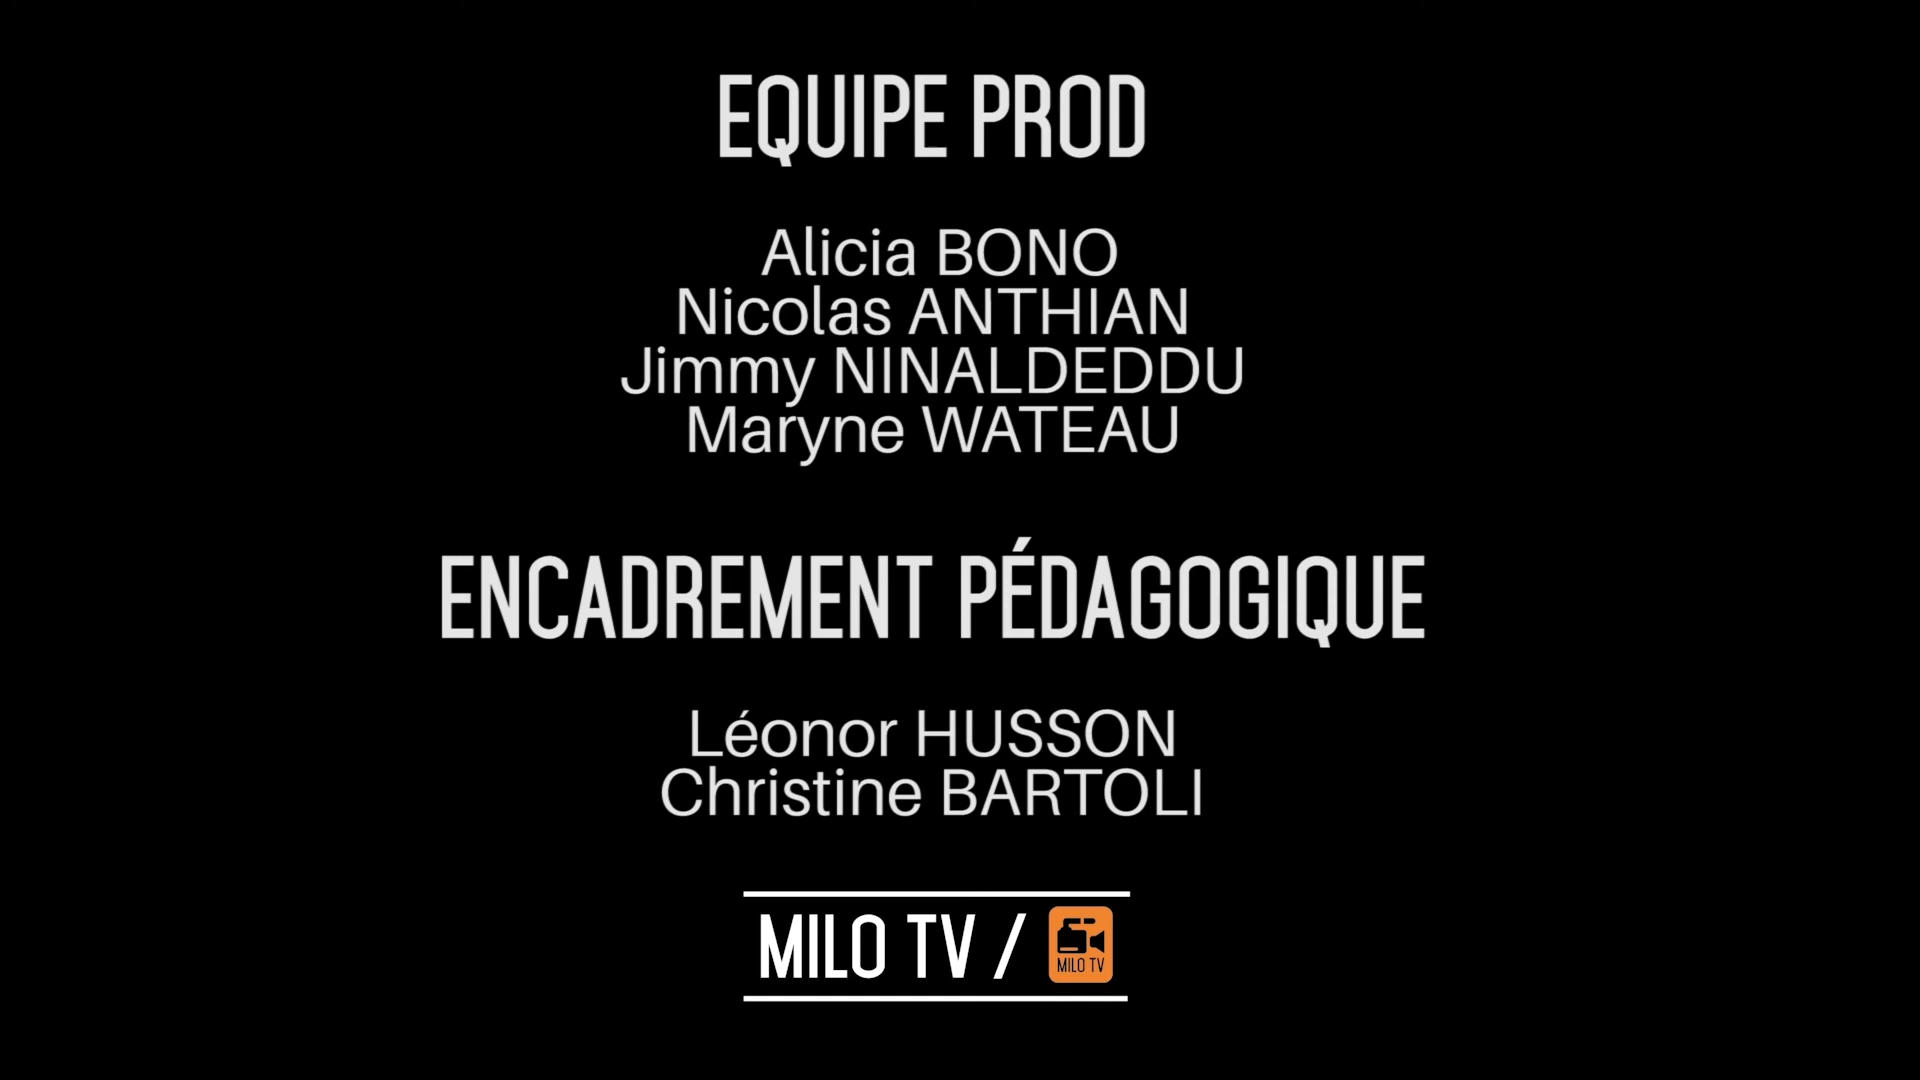 EQUIPE PROD
Alicia BONO
Nicolas ANTHIAN
Jimmy NINALDEDDU
Maryne WATEAU
ENCADREMENT PÉDAGOGIQUE
Léonor HUSSON
Christine BARTOLI
MILO TV /
MILO TV